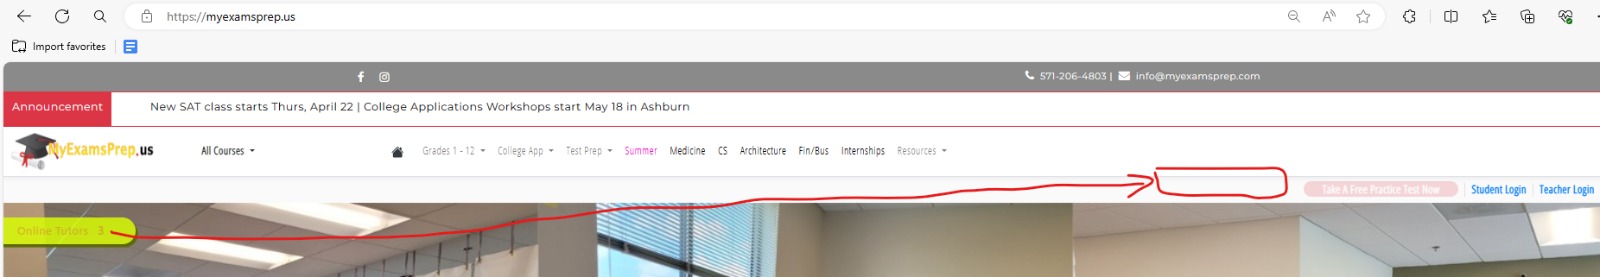 https://myexamsprep.us
Import favorites
571-206-4803 | info@myexamsprep.com
Announcement New SAT class starts Thurs, April 22 | College Applications Workshops start May 18 in Ashburn
MyExamsPrep.us All Courses Grades 1 - 12 College App Test Prep Summer Medicine CS Architecture Fin/Bus Internships Resources
Take A Free Practice Test Now Student Login Teacher Login
Online Tutors 3